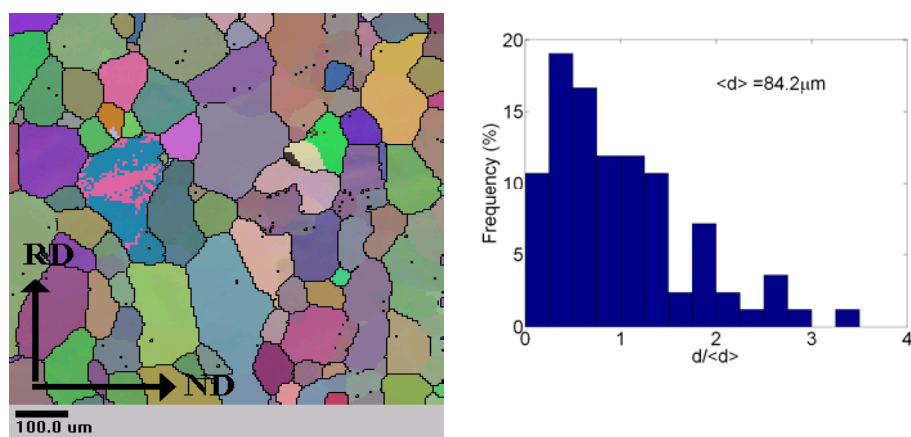 RD
ND
100.0 um
20
15
10
5
0
Frequency (%)
<d> =84.2μm
0 1 2 3 4
d/<d>